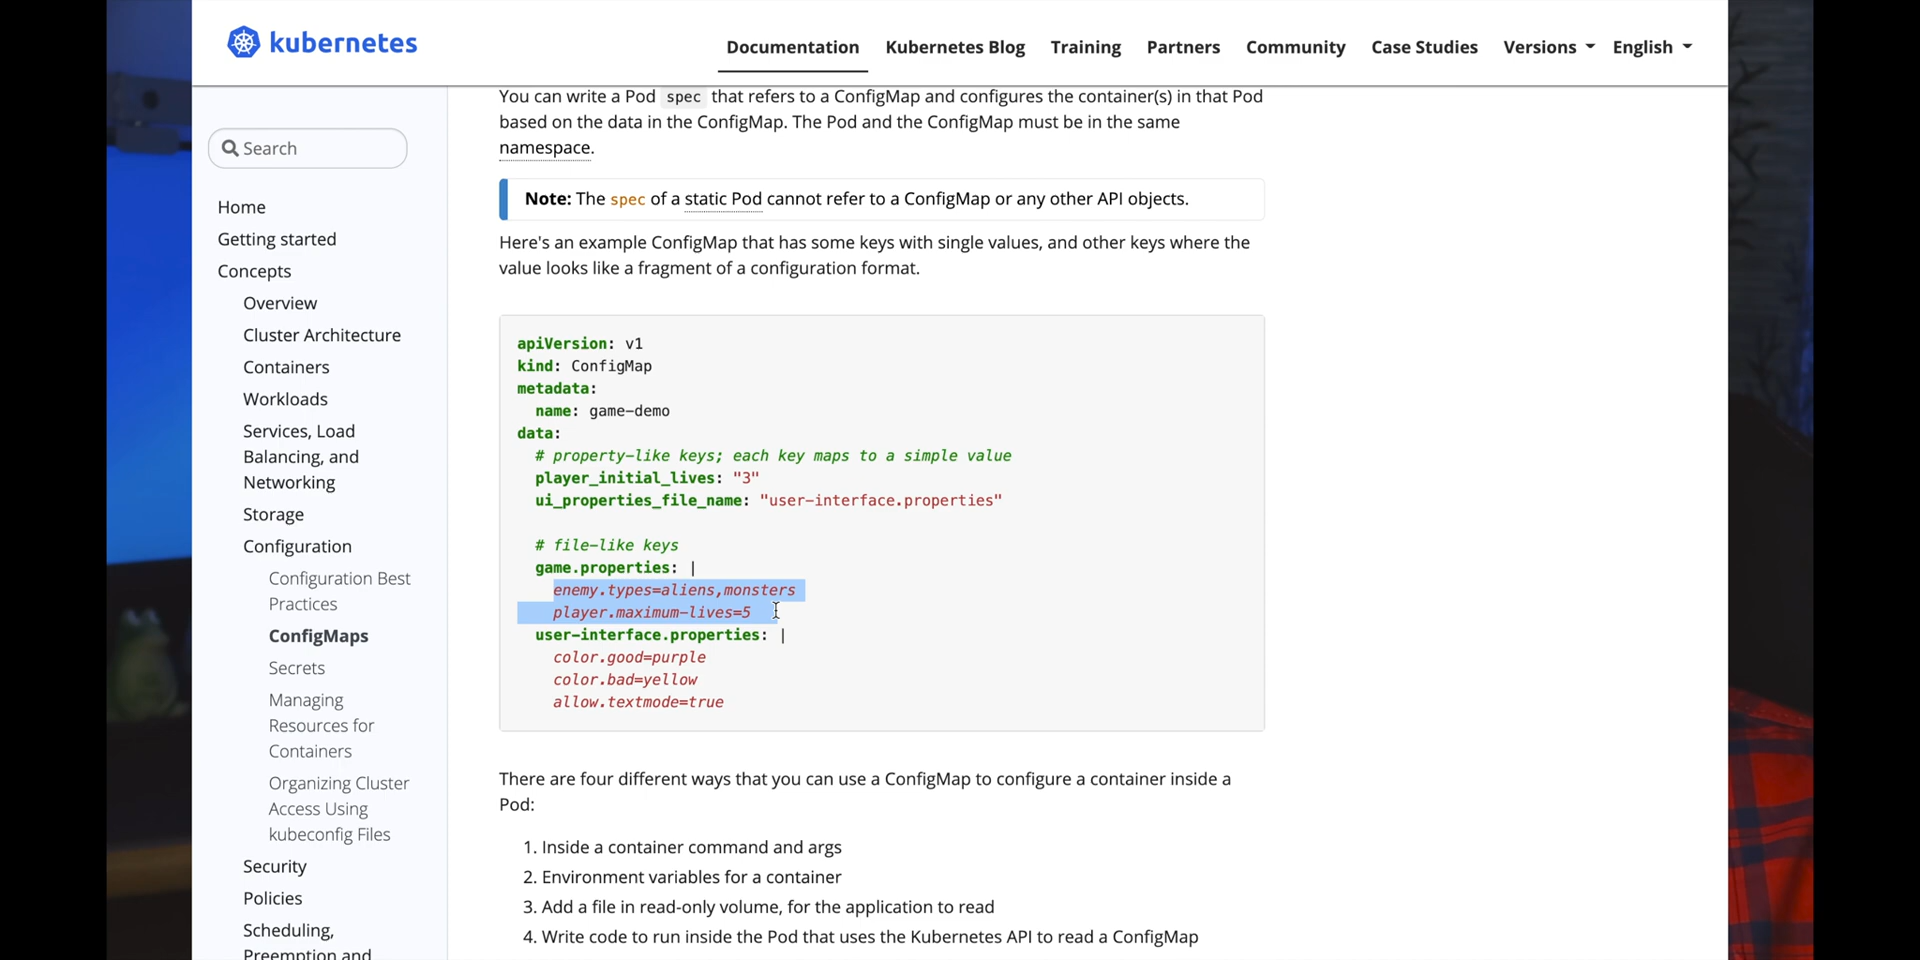 kubernetes
Documentation
Kubernetes Blog
Training
Partners
Community
Case Studies
Versions
English
Search
Home
Getting started
Concepts
Overview
Cluster Architecture
Containers
Workloads
Services, Load
Balancing, and
Networking
Storage
Configuration
Configuration Best
Practices
ConfigMaps
Secrets
Managing
Resources for
Containers
Organizing Cluster
Access Using
kubeconfig Files
Security
Policies
Scheduling,
Preemption and
You can write a Pod spec that refers to a ConfigMap and configures the container(s) in that Pod
based on the data in the ConfigMap. The Pod and the ConfigMap must be in the same
namespace.
Note: The spec of a static Pod cannot refer to a ConfigMap or any other API objects.
Here's an example ConfigMap that has some keys with single values, and other keys where the
value looks like a fragment of a configuration format.
apiVersion: v1
kind: ConfigMap
metadata:
  name: game-demo
data:
  # property-like keys; each key maps to a simple value
  player_initial_lives: "3"
  ui_properties_file_name: "user-interface.properties"
  # file-like keys
  game.properties: |
    enemy.types=aliens,monsters
    player.maximum-lives=5
  user-interface.properties: |
    color.good=purple
    color.bad=yellow
    allow.textmode=true
There are four different ways that you can use a ConfigMap to configure a container inside a
Pod:
1. Inside a container command and args
2. Environment variables for a container
3. Add a file in read-only volume, for the application to read
4. Write code to run inside the Pod that uses the Kubernetes API to read a ConfigMap